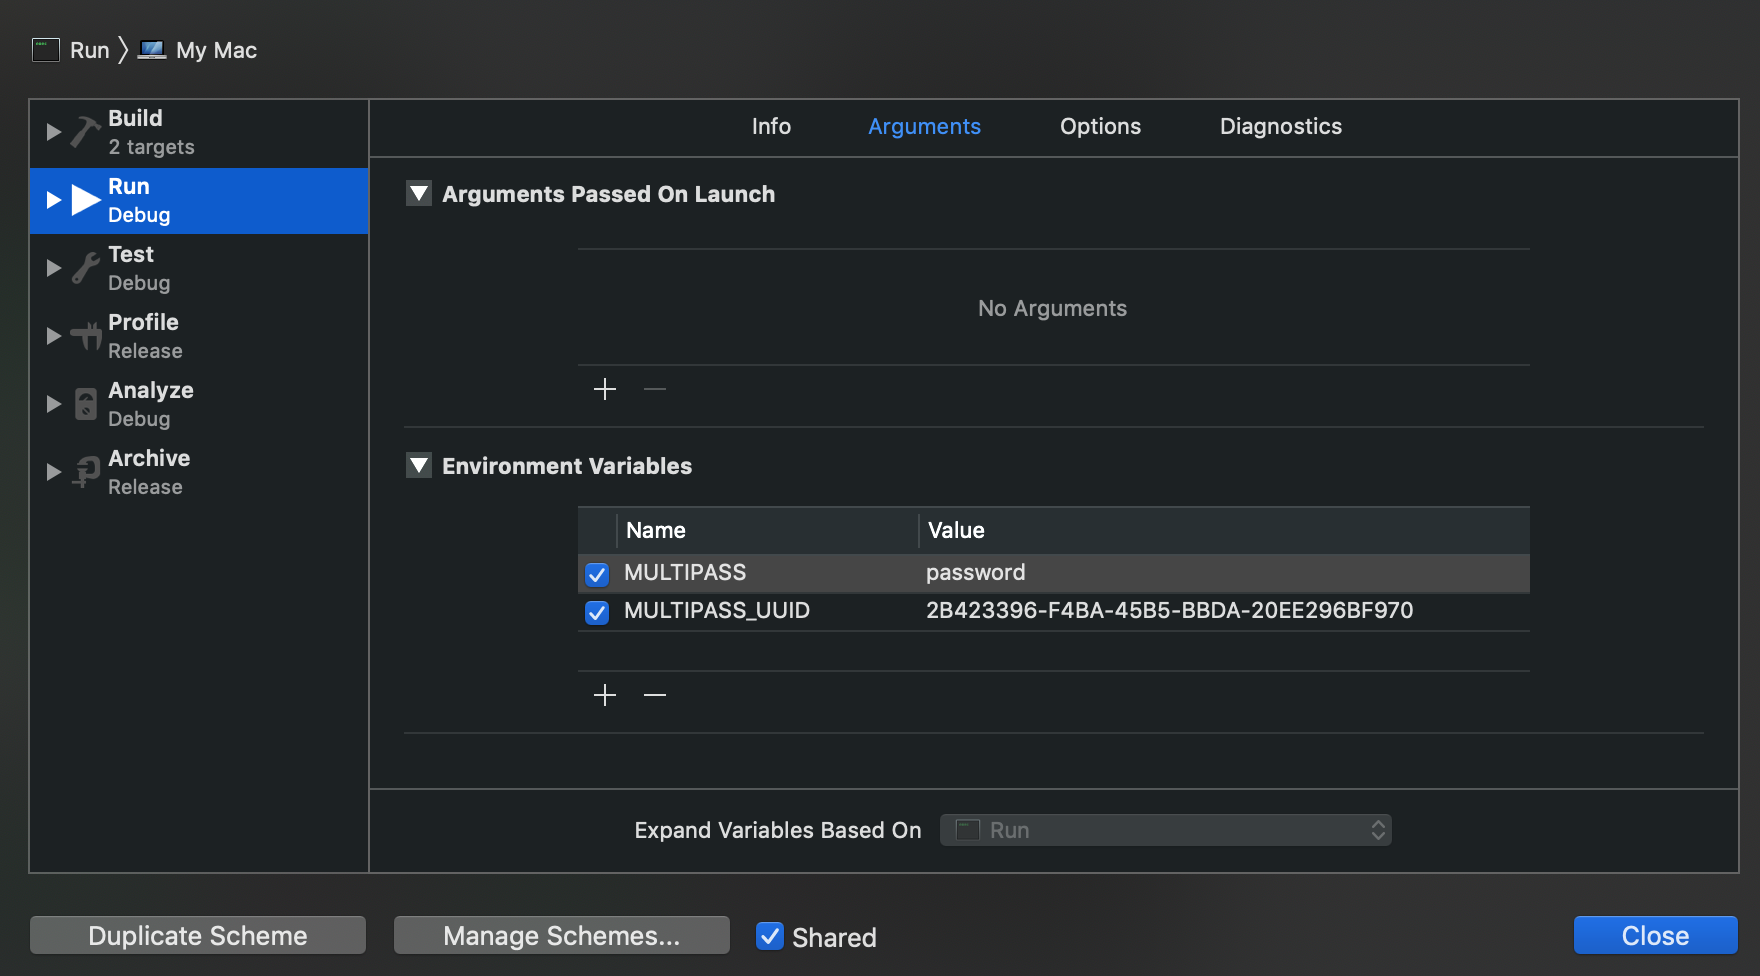 Run 〉 My Mac
Build
2 targets
Run
Debug
Test
Debug
Profile
Release
Analyze
Debug
Archive
Release
Info Arguments Options Diagnostics
Arguments Passed On Launch
No Arguments
Environment Variables
Name Value
MULTIPASS password
MULTIPASS_UUID 2B423396-F4BA-45B5-BBDA-20EE296BF970
Expand Variables Based On Run
Duplicate Scheme Manage Schemes... Shared Close